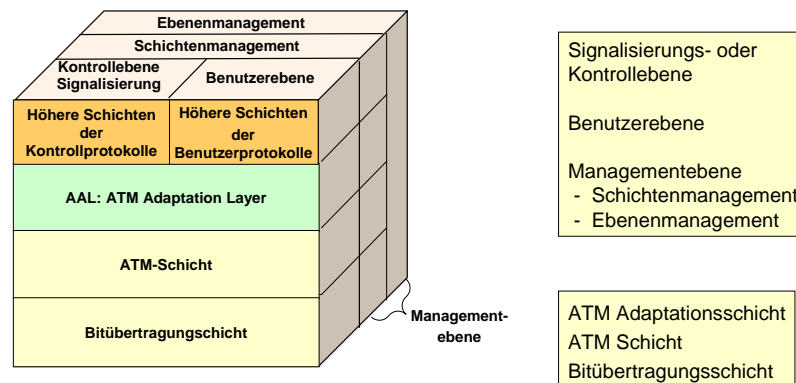 Ebenenmanagement
Schichtenmanagement
Kontrollebene
Signalisierung
Benutzerebene
Höhere Schichten
der
Kontrollprotokolle
Höhere Schichten
der
Benutzerprotokolle
AAL: ATM Adaptation Layer
ATM-Schicht
Bitübertragungschicht
Management-
ebene
Signalisierungs- oder
Kontrollebene
Benutzerebene
Managementebene
- Schichtenmanagement
- Ebenenmanagement
ATM Adaptationsschicht
ATM Schicht
Bitübertragungsschicht